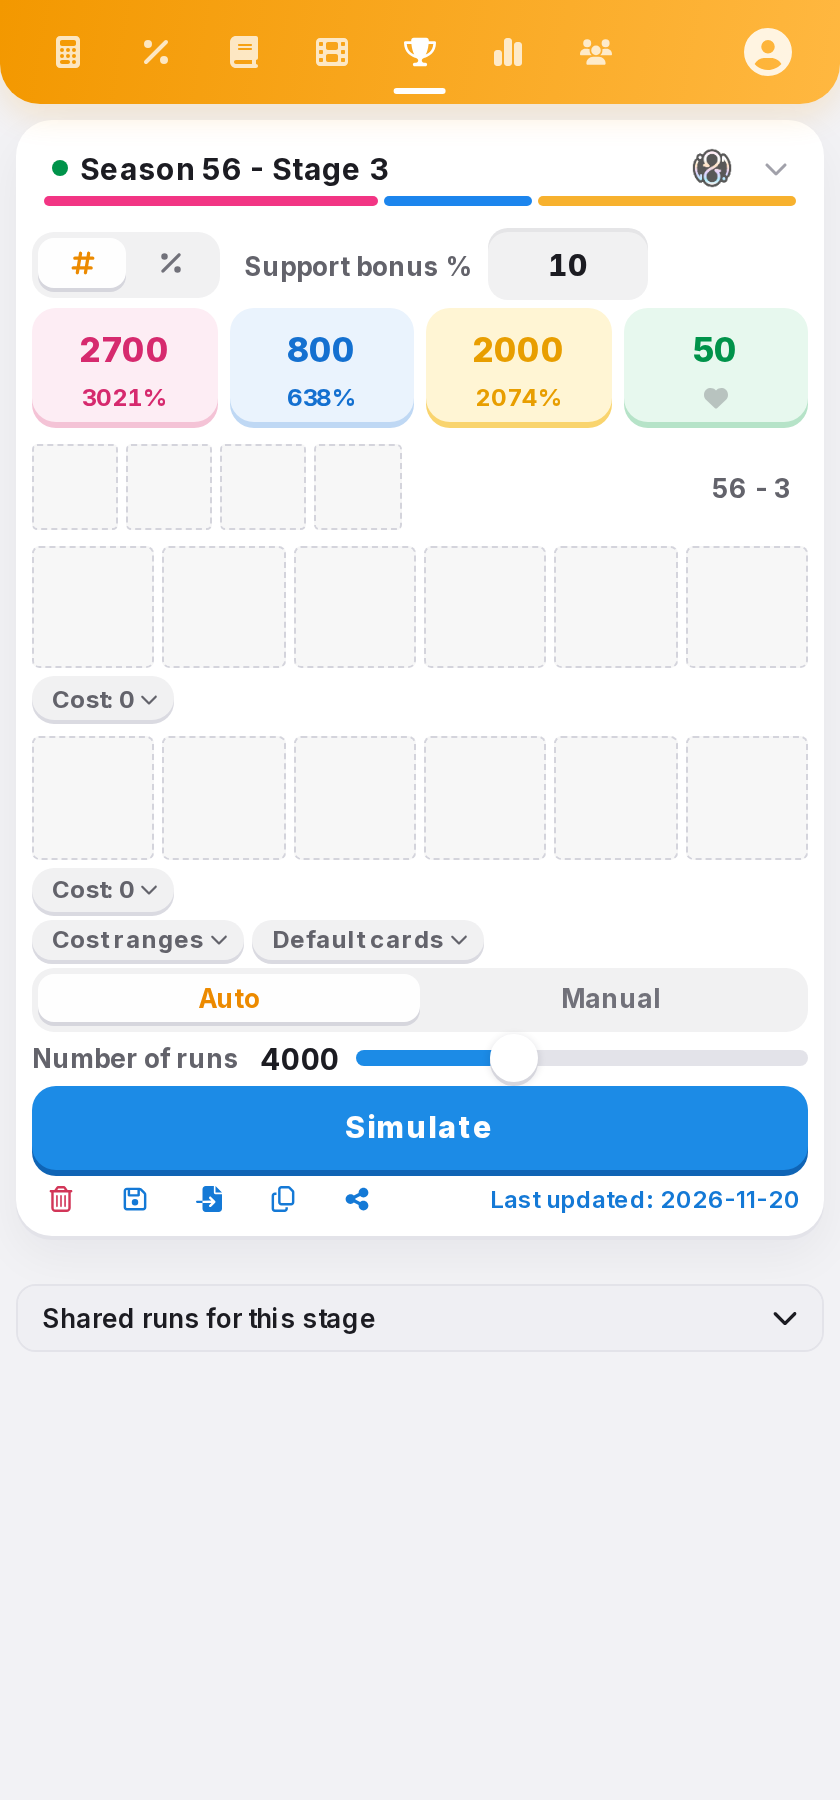 Season 56 - Stage 3
Support bonus % 10
2700 800 2000 50
3021% 638% 2074%
56 - 3
Cost: 0
Cost: 0
Cost ranges Default cards
Auto Manual
Number of runs 4000
Simulate
Last updated: 2026-11-20
Shared runs for this stage